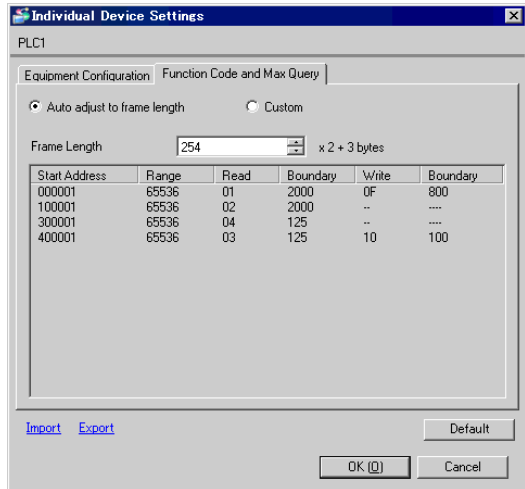 Individual Device Settings
PLC1
Equipment Configuration Function Code and Max Query
Auto adjust to frame length Custom
Frame Length 254 x 2 + 3 bytes
Start Address Range Read Boundary Write Boundary
000001 65536 01 2000 0F 800
100001 65536 02 2000 -- ----
300001 65536 04 125 -- ----
400001 65536 03 125 10 100
Import Export Default
OK (O) Cancel